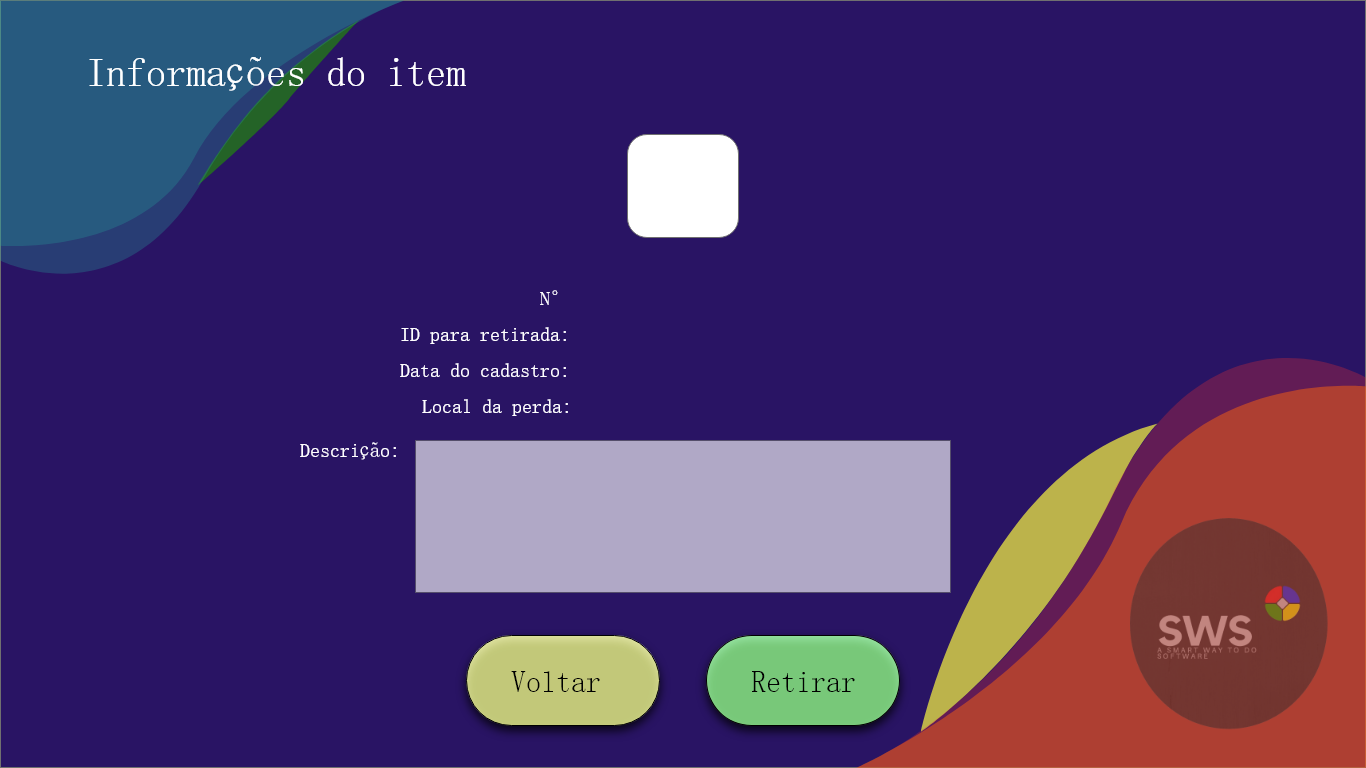 Informações do item
N°
ID para retirada:
Data do cadastro:
Local da perda:
Descrição:
Voltar
Retirar
SWS
A SMART WAY TO DO
SOFTWARE